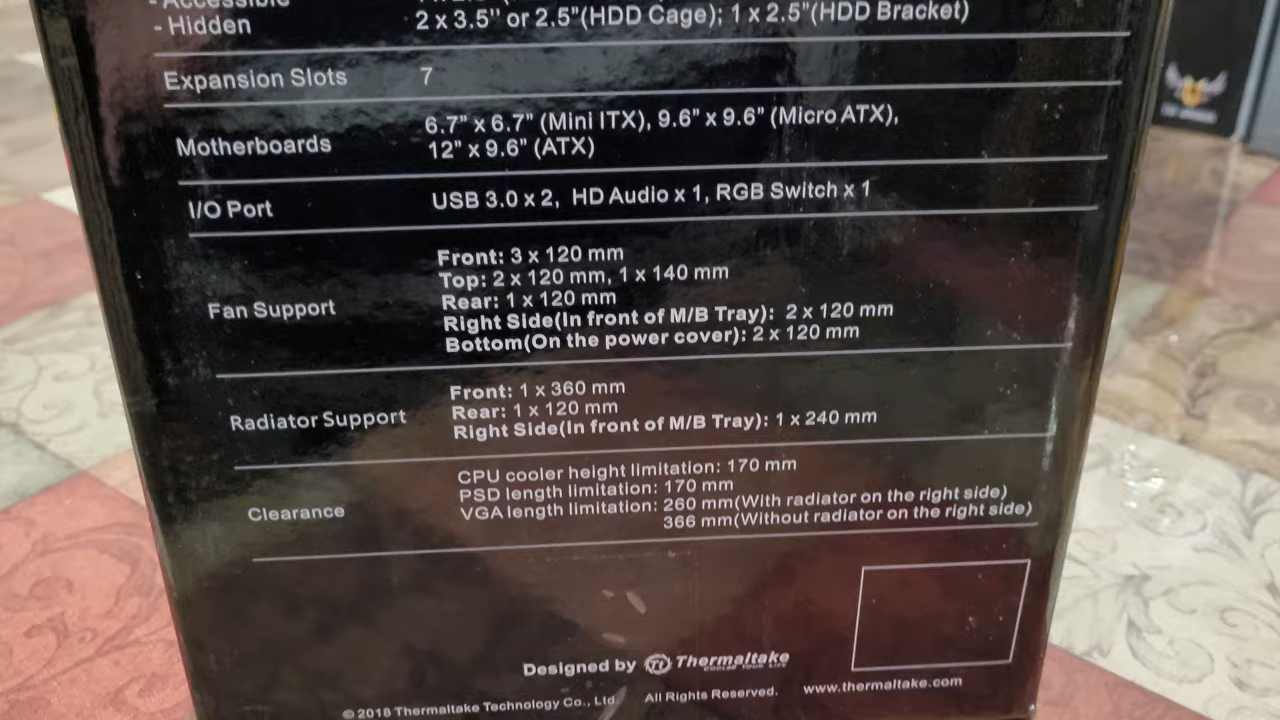 - Accessible
- Hidden 2 x 3.5" or 2.5"(HDD Cage); 1 x 2.5"(HDD Bracket)
Expansion Slots 7
Motherboards 6.7" x 6.7" (Mini ITX), 9.6" x 9.6" (Micro ATX),
12" x 9.6" (ATX)
I/O Port USB 3.0 x 2, HD Audio x 1, RGB Switch x 1
Fan Support Front: 3 x 120 mm
Top: 2 x 120 mm, 1 x 140 mm
Rear: 1 x 120 mm
Right Side(In front of M/B Tray): 2 x 120 mm
Bottom(On the power cover): 2 x 120 mm
Radiator Support Front: 1 x 360 mm
Rear: 1 x 120 mm
Right Side(In front of M/B Tray): 1 x 240 mm
Clearance CPU cooler height limitation: 170 mm
PSD length limitation: 170 mm
VGA length limitation: 260 mm(With radiator on the right side)
366 mm(Without radiator on the right side)
Designed by Tt Thermaltake
COOLER YOUR LIFE
© 2018 Thermaltake Technology Co., Ltd. All Rights Reserved. www.thermaltake.com